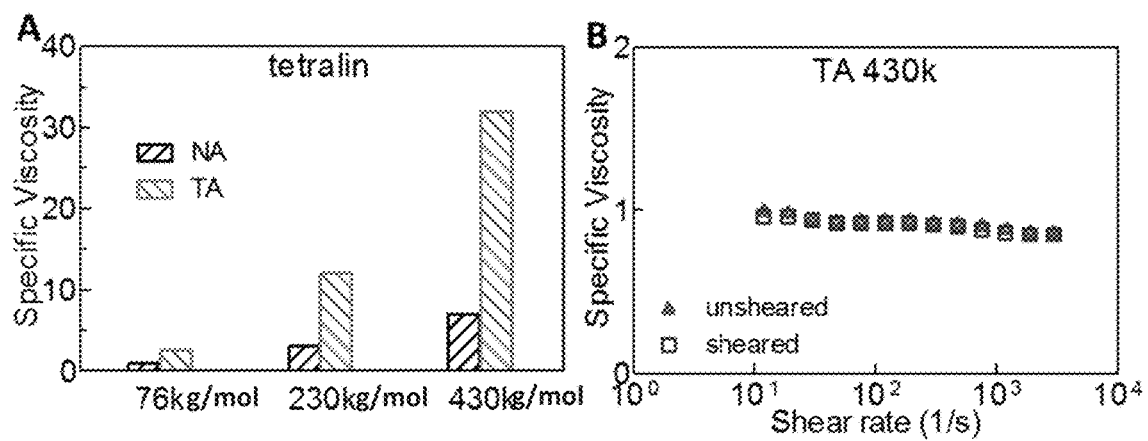 A
40
30
20
10
0
Specific Viscosity
tetralin
NA
TA
76kg/mol 230kg/mol 430kg/mol
B
2
1
0
Specific Viscosity
TA 430k
unsheared
sheared
10⁰ 10¹ 10² 10³ 10⁴
Shear rate (1/s)